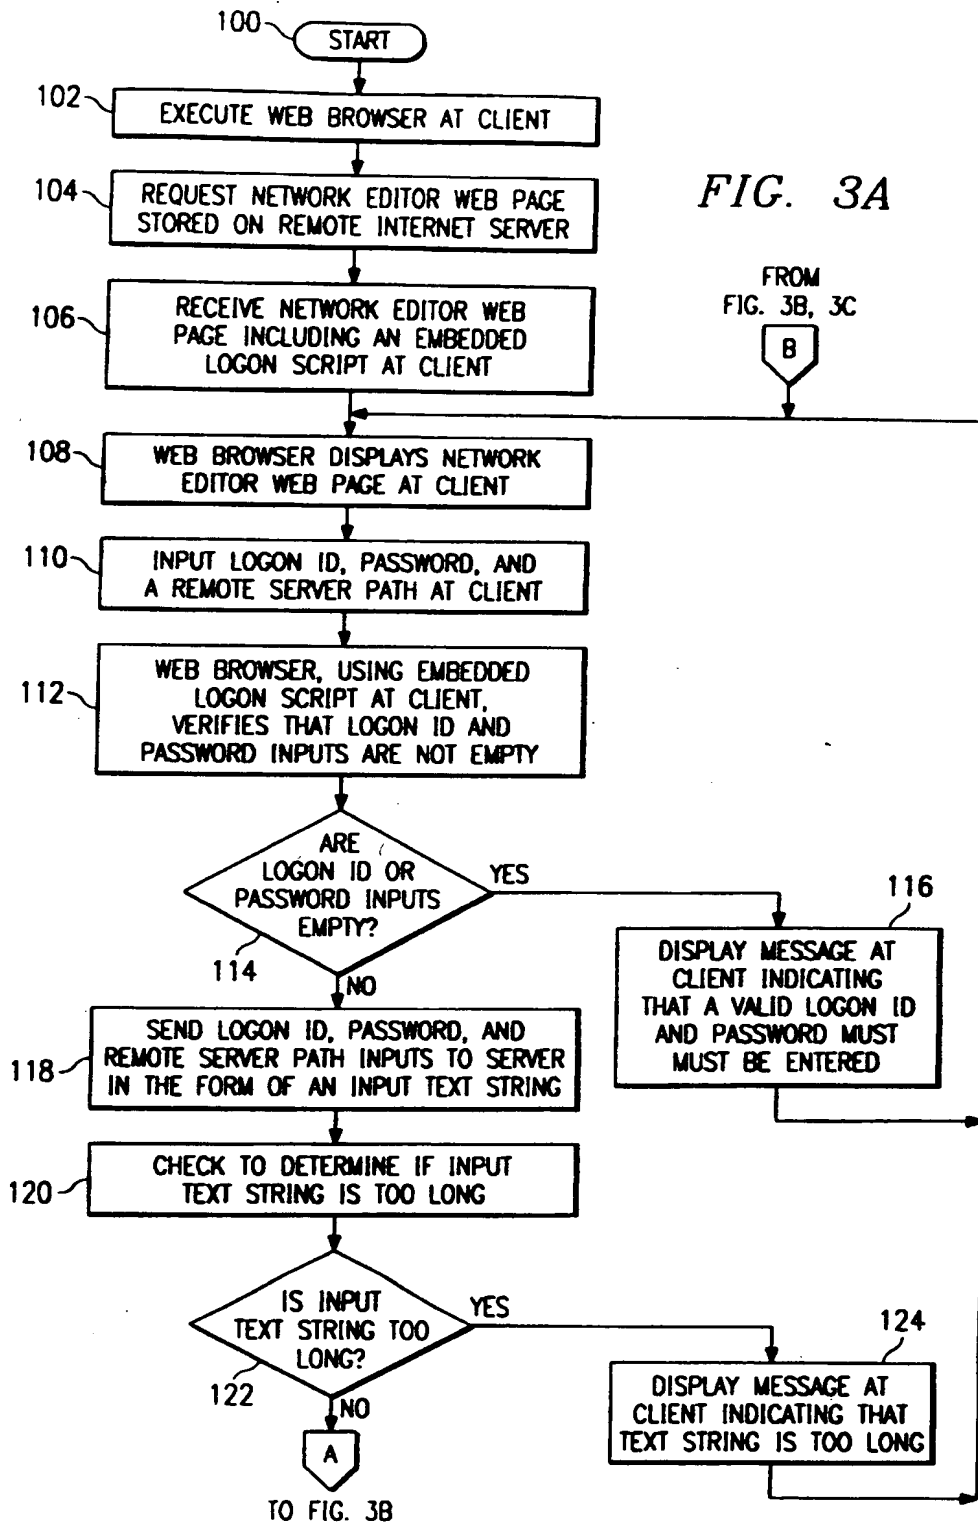 100
START
102
EXECUTE WEB BROWSER AT CLIENT
104
REQUEST NETWORK EDITOR WEB PAGE
STORED ON REMOTE INTERNET SERVER
FIG. 3A
106
RECEIVE NETWORK EDITOR WEB
PAGE INCLUDING AN EMBEDDED
LOGON SCRIPT AT CLIENT
FROM
FIG. 3B, 3C
B
108
WEB BROWSER DISPLAYS NETWORK
EDITOR WEB PAGE AT CLIENT
110
INPUT LOGON ID, PASSWORD, AND
A REMOTE SERVER PATH AT CLIENT
112
WEB BROWSER, USING EMBEDDED
LOGON SCRIPT AT CLIENT,
VERIFIES THAT LOGON ID AND
PASSWORD INPUTS ARE NOT EMPTY
ARE
LOGON ID OR
PASSWORD INPUTS
EMPTY?
114
YES
NO
116
DISPLAY MESSAGE AT
CLIENT INDICATING
THAT A VALID LOGON ID
AND PASSWORD MUST
MUST BE ENTERED
118
SEND LOGON ID, PASSWORD, AND
REMOTE SERVER PATH INPUTS TO SERVER
IN THE FORM OF AN INPUT TEXT STRING
120
CHECK TO DETERMINE IF INPUT
TEXT STRING IS TOO LONG
IS INPUT
TEXT STRING TOO
LONG?
122
YES
NO
124
DISPLAY MESSAGE AT
CLIENT INDICATING THAT
TEXT STRING IS TOO LONG
A
TO FIG. 3B